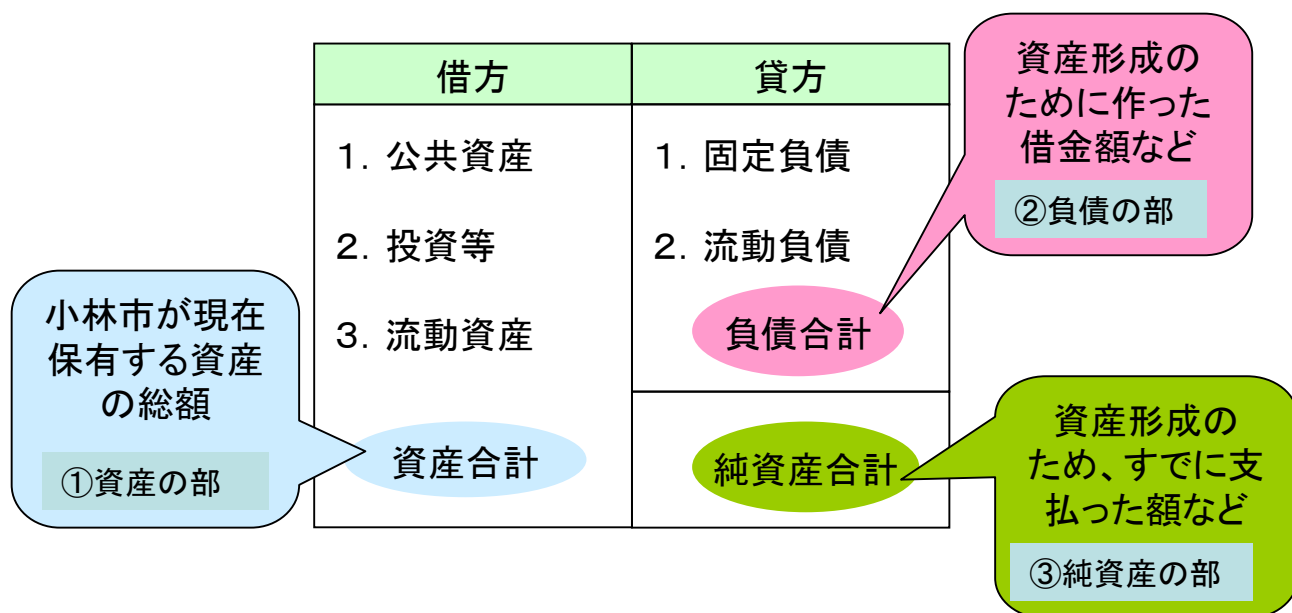 借方
1. 公共資産
2. 投資等
3. 流動資産
資産合計
貸方
1. 固定負債
2. 流動負債
負債合計
純資産合計
小林市が現在
保有する資産
の総額
①資産の部
資産形成の
ために作った
借金額など
②負債の部
資産形成の
ため、すでに支
払った額など
③純資産の部